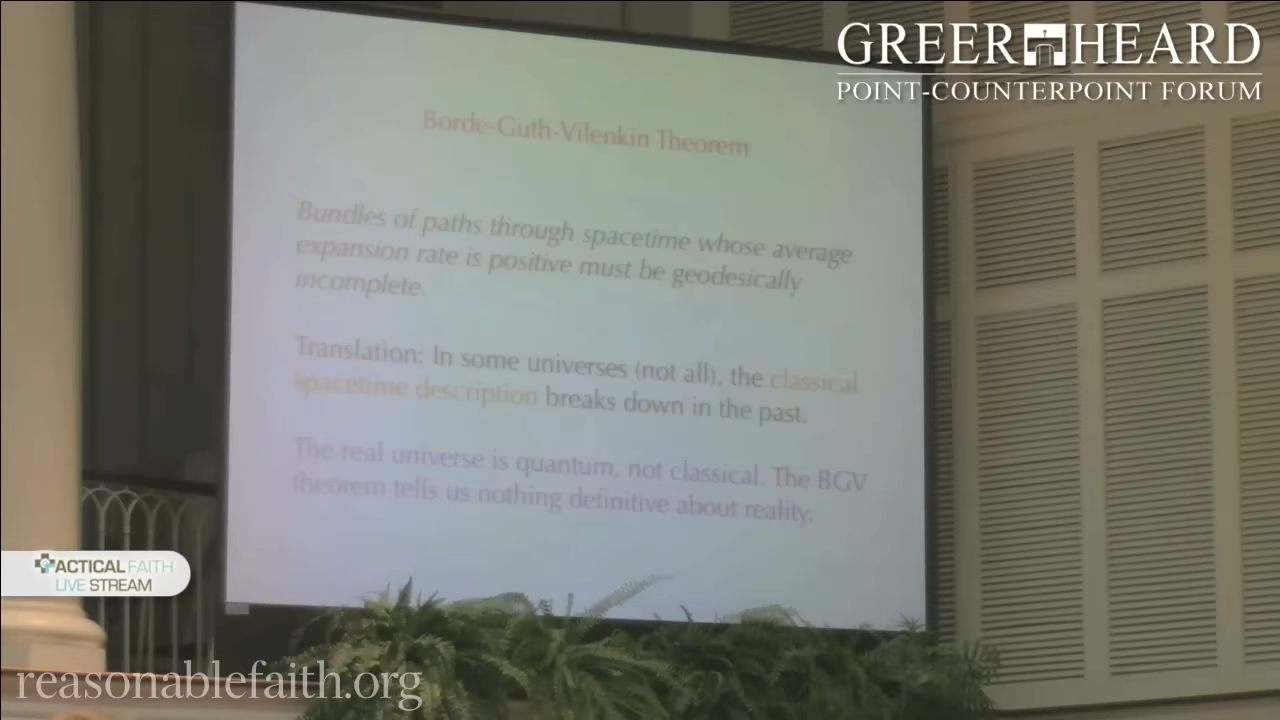 GREER HEARD
POINT-COUNTERPOINT FORUM
Borde-Guth-Vilenkin Theorem
Bundles of paths through spacetime whose average
expansion rate is positive must be geodesically
incomplete.
Translation: In some universes (not all), the classical
spacetime description breaks down in the past.
The real universe is quantum, not classical. The BGV
theorem tells us nothing definitive about reality.
TACTICAL FAITH
LIVE STREAM
reasonablefaith.org